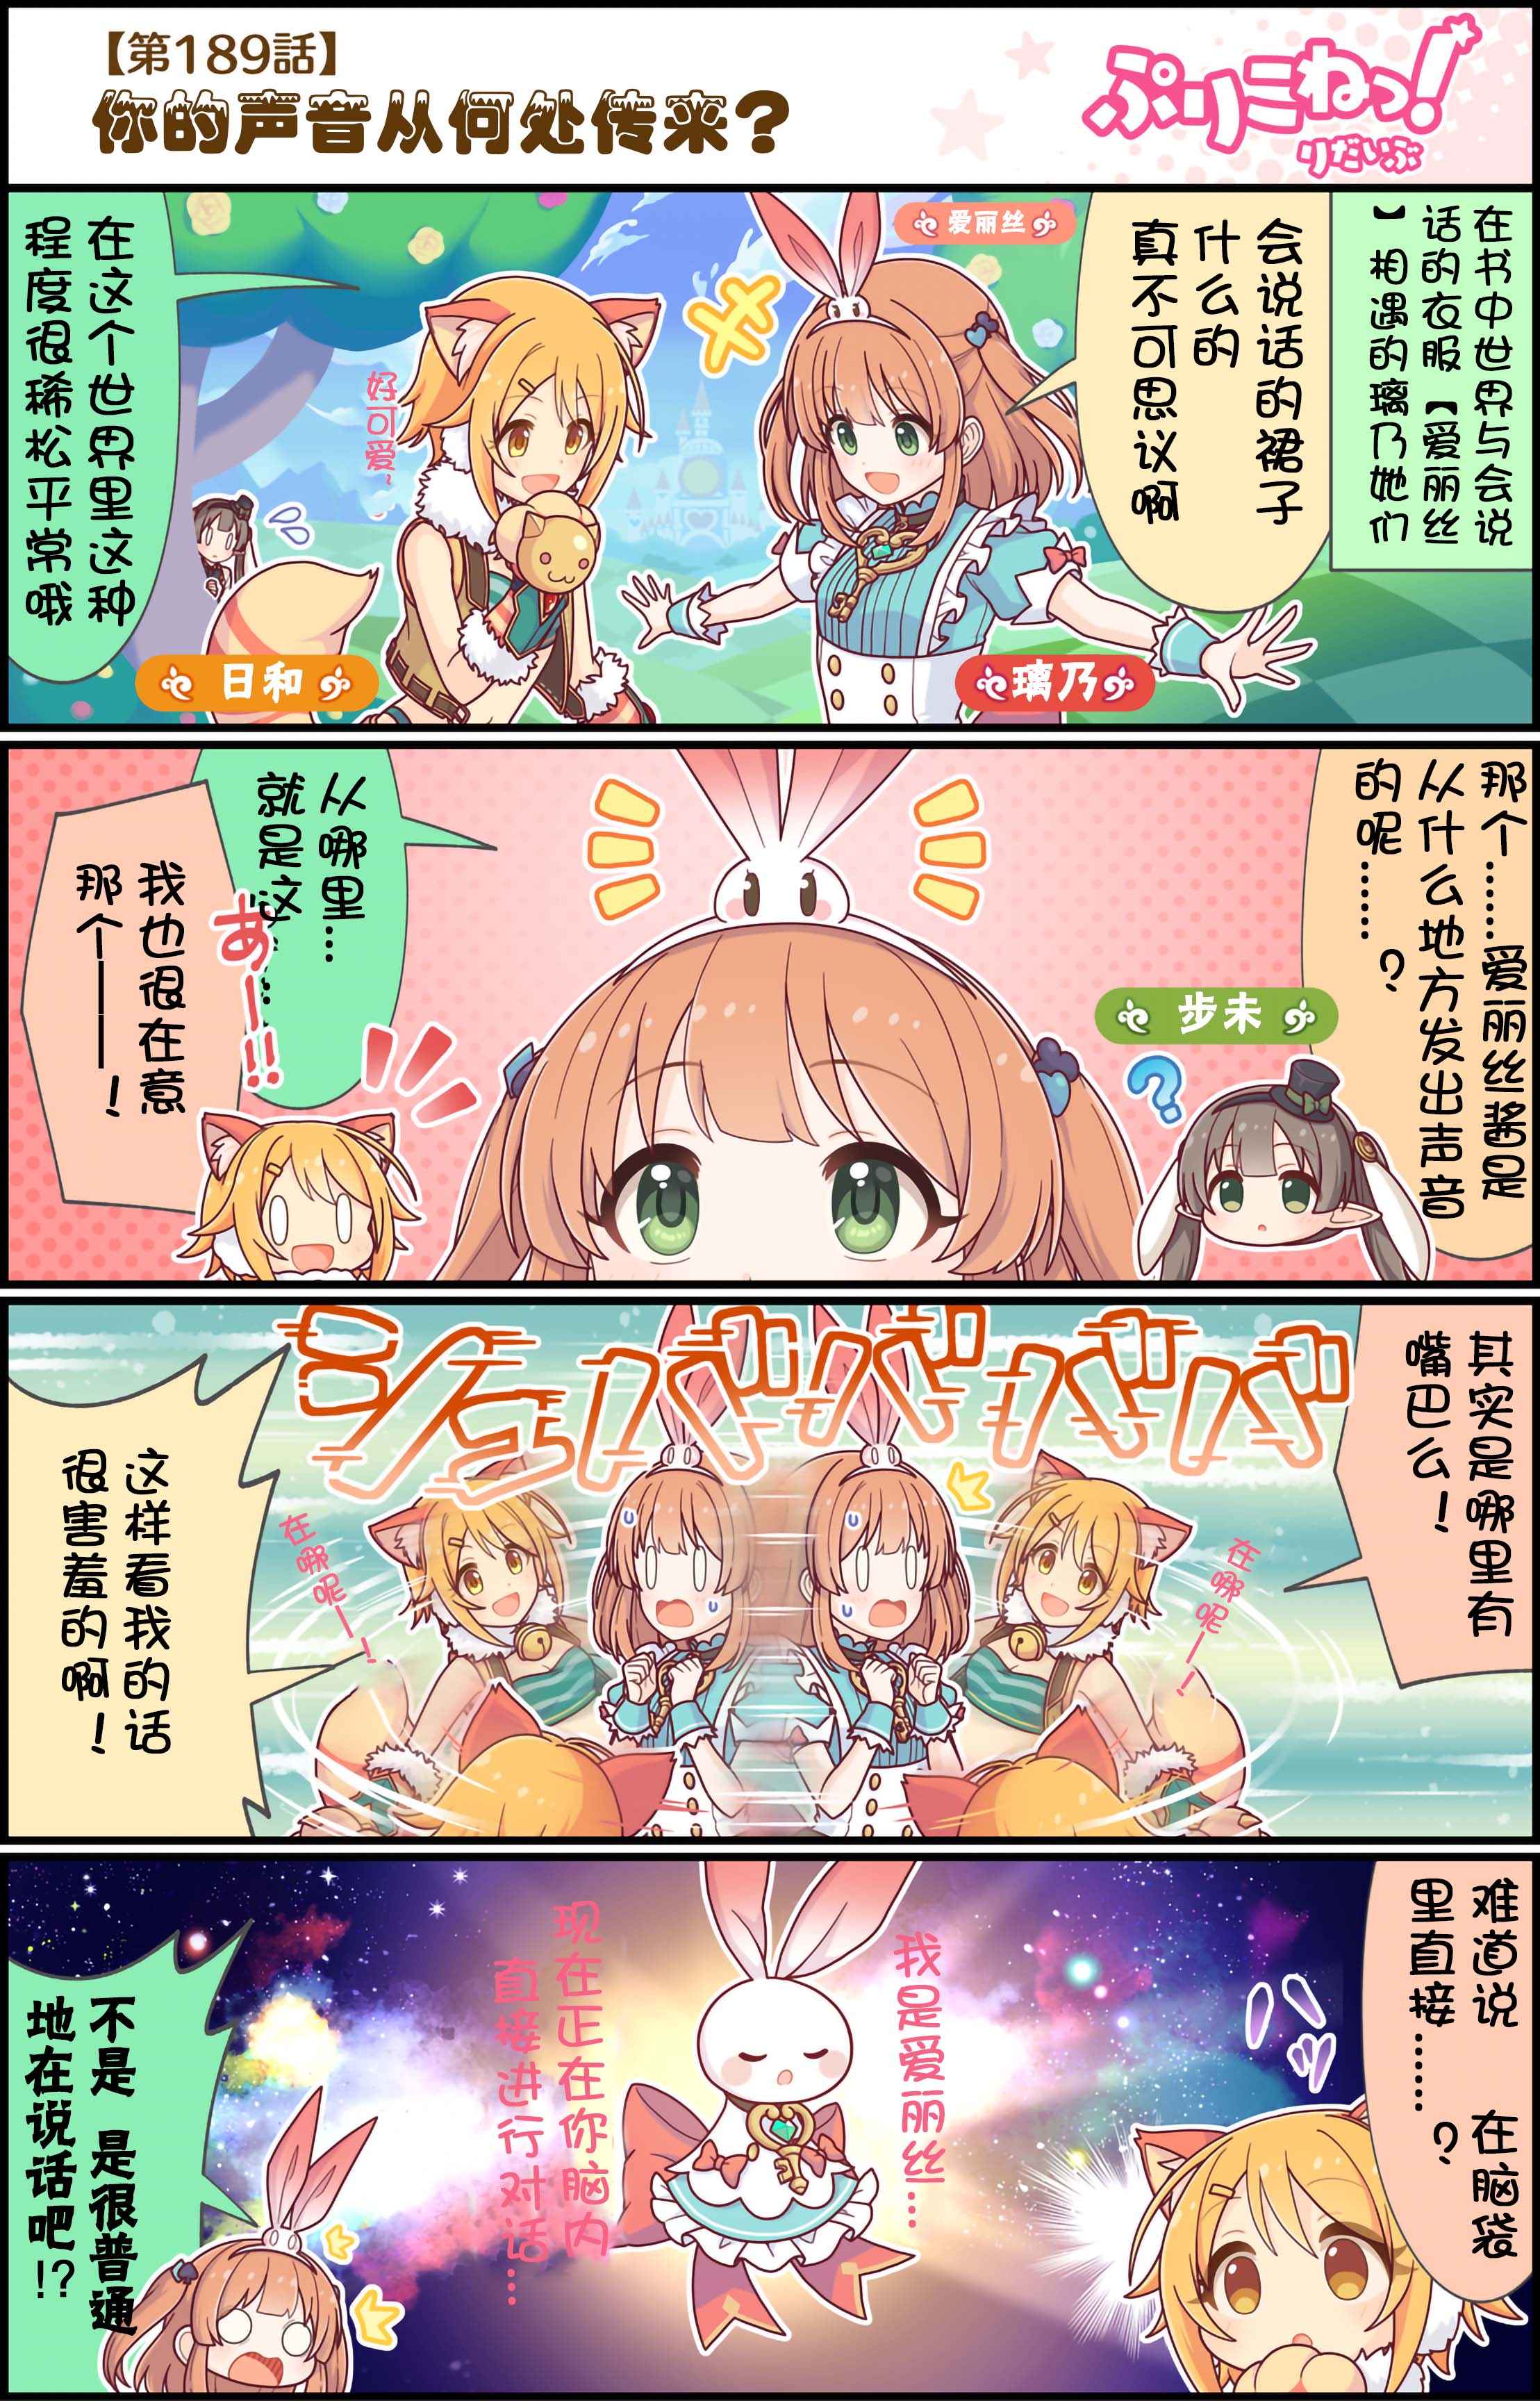 【第189話】
你的声音从何处传来?
ぷりこねっ!
りだいぶ
在书中世界与会说
话的衣服【爱丽丝
】相遇的璃乃她们
爱丽丝
会说话的裙子
什么的
真不可思议啊
好可爱~
在这个世界里这种
程度很稀松平常哦
日和
璃乃
那个……爱丽丝酱是
从什么地方发出声音
的呢……?
步未
从哪里…
就是这……
あー!!
我也很在意
那个——!
其实是哪里有
嘴巴么!
シュババババ
在哪呢—!
在哪呢—!
这样看我的话
很害羞的啊!
难道说 在脑袋
里直接……?
我是爱丽丝…
现在正在你脑内
直接进行对话…
不是 是很普通
地在说话吧!?